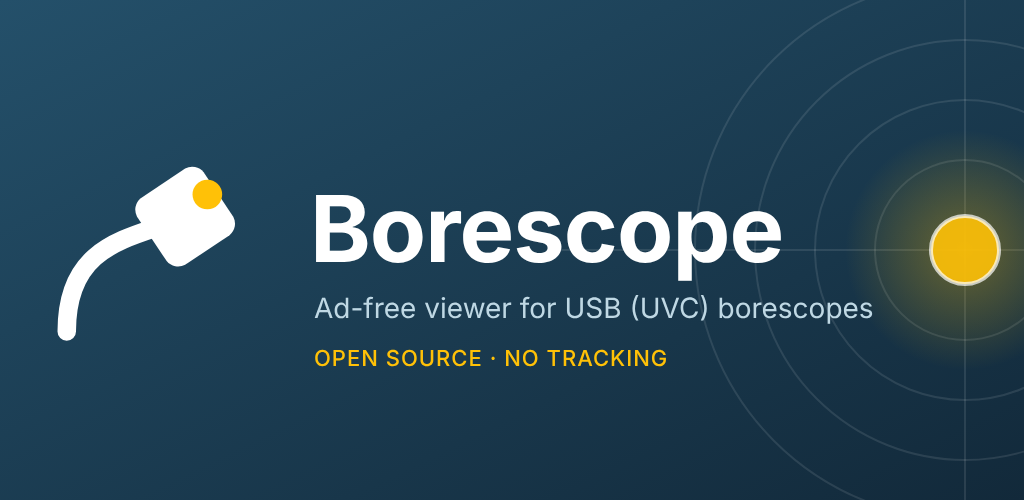 Borescope
Ad-free viewer for USB (UVC) borescopes
OPEN SOURCE · NO TRACKING